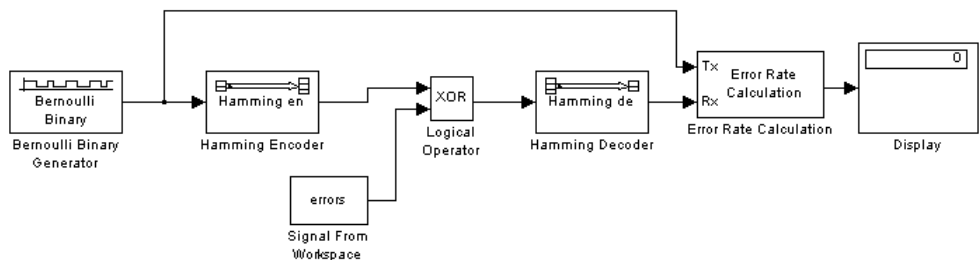 Bernoulli
Binary
Bernoulli Binary
Generator
Hamming en
Hamming Encoder
errors
Signal From
Workspace
XOR
Logical
Operator
Hamming de
Hamming Decoder
Tx
Rx
Error Rate
Calculation
Error Rate Calculation
0
Display